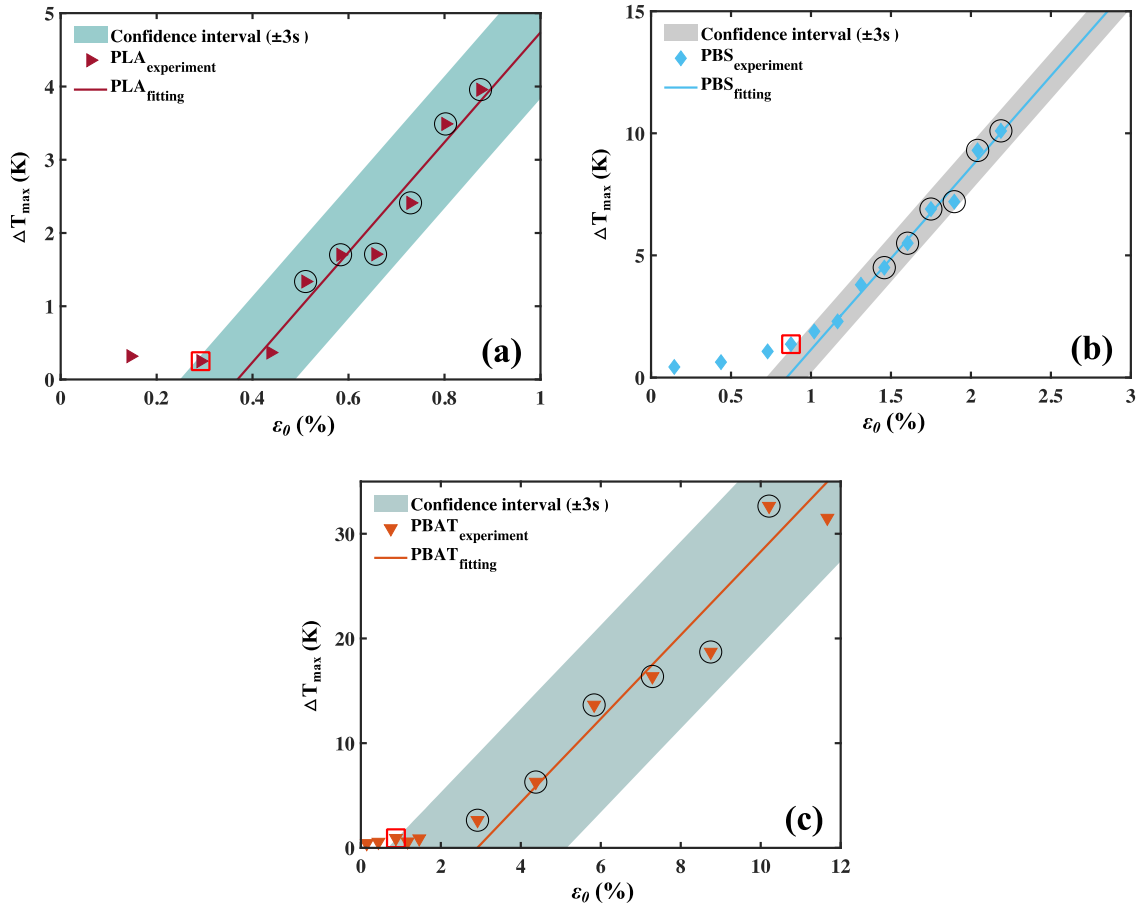 5
4
3
2
1
0
ΔT_max (K)
Confidence interval (±3s)
PLA_experiment
PLA_fitting
(a)
0 0.2 0.4 0.6 0.8 1
ε_0 (%)
15
10
5
0
ΔT_max (K)
Confidence interval (±3s)
PBS_experiment
PBS_fitting
(b)
0 0.5 1 1.5 2 2.5 3
ε_0 (%)
30
20
10
0
ΔT_max (K)
Confidence interval (±3s)
PBAT_experiment
PBAT_fitting
(c)
0 2 4 6 8 10 12
ε_0 (%)